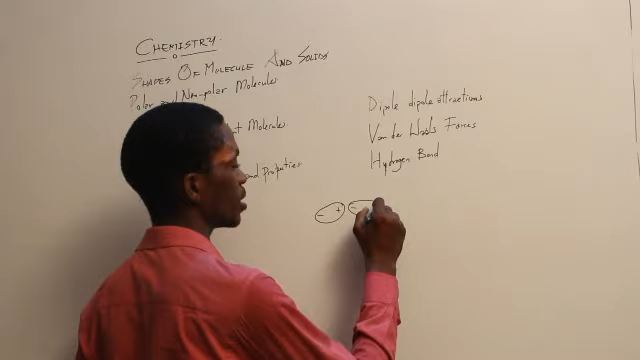 CHEMISTRY.
SHAPES OF MOLECULE AND SOLIDS
Polar and Non-polar Molecules
Molecules
and Properties
Dipole dipole attractions
Van der Waals Forces
Hydrogen Bond
- + -